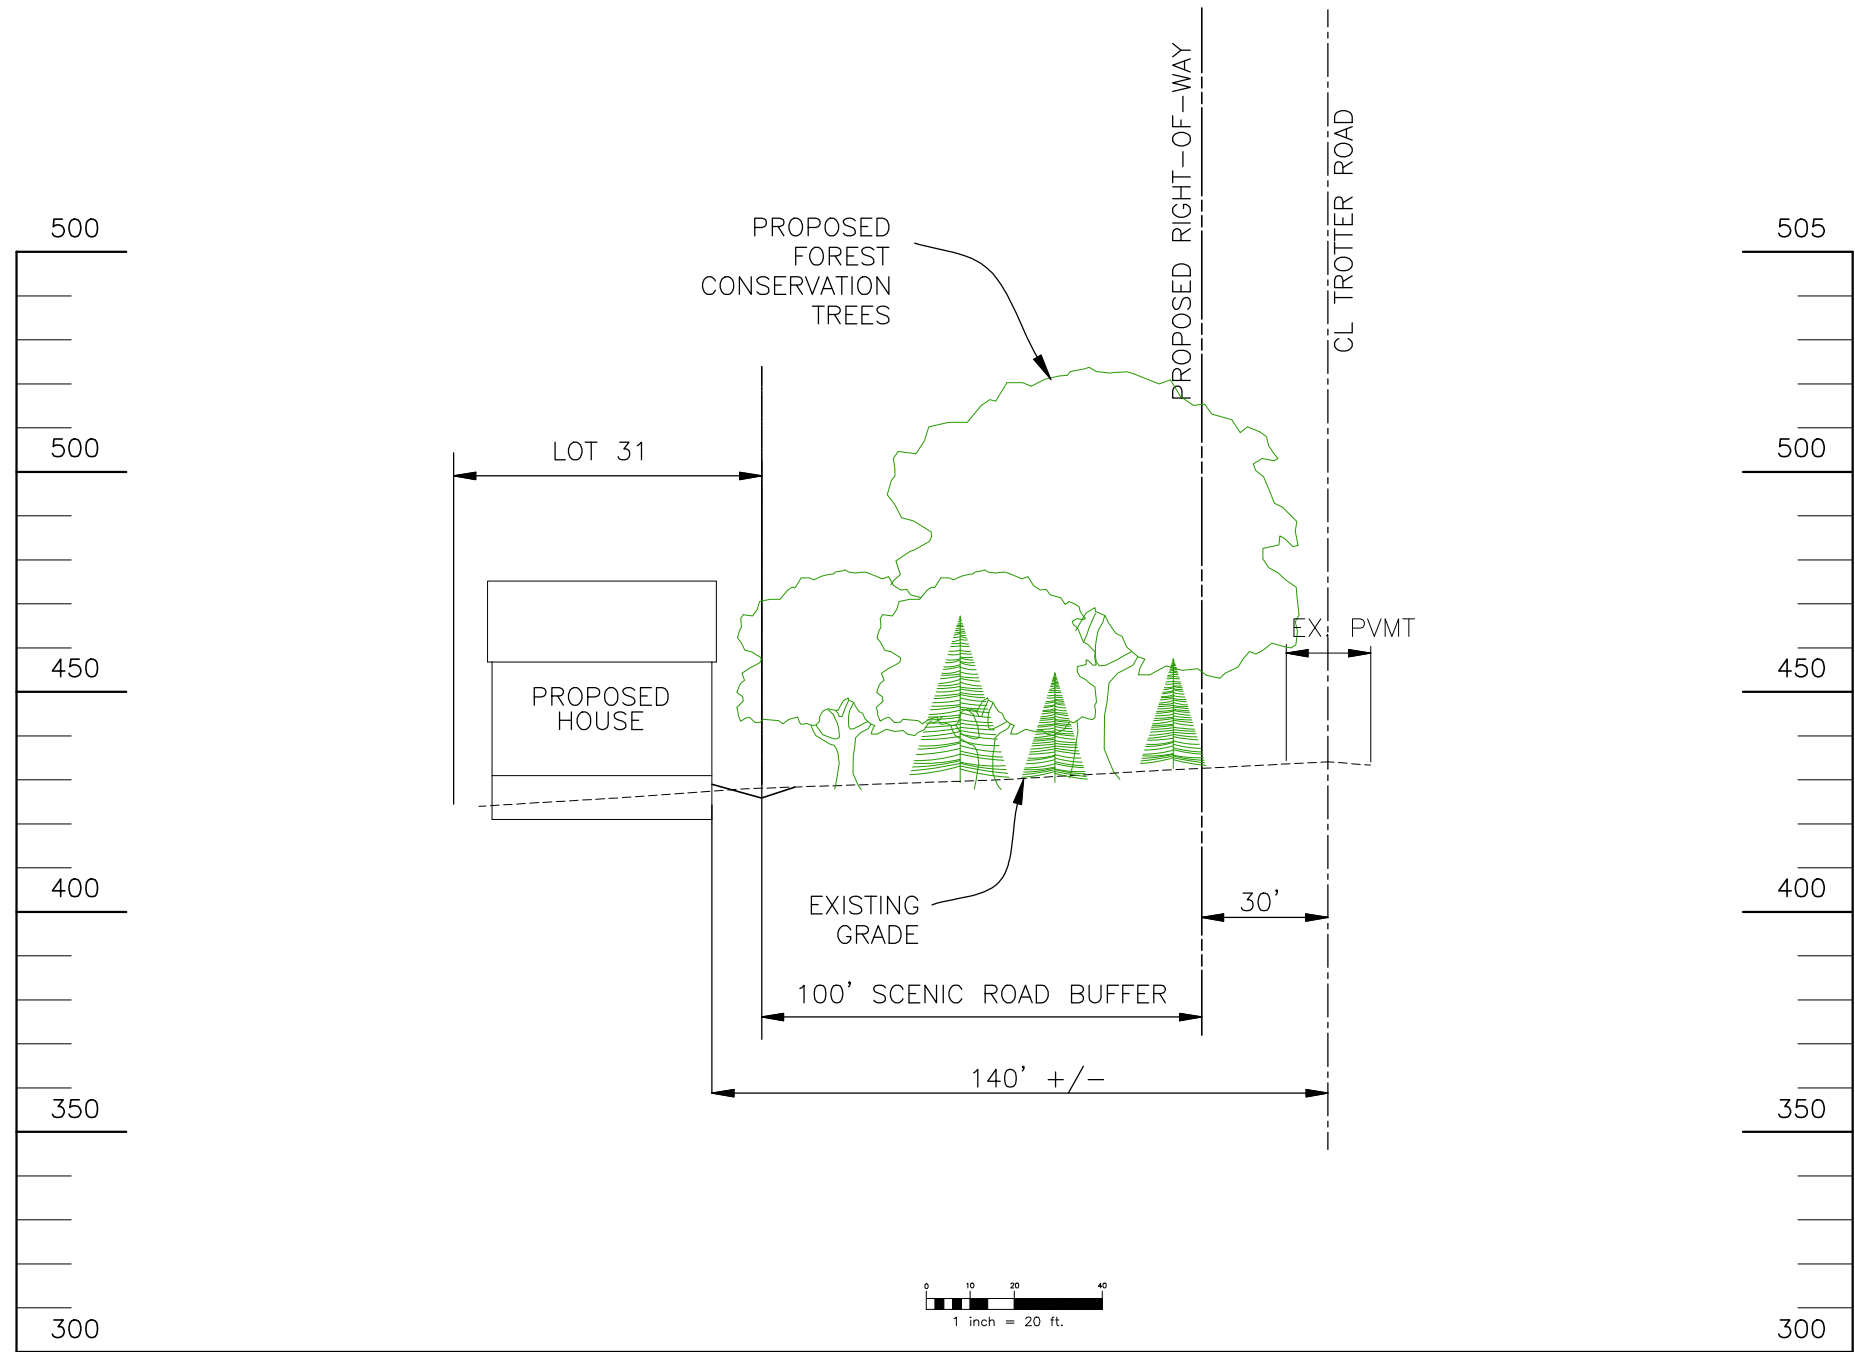 PROPOSED RIGHT-OF-WAY
CL TROTTER ROAD
500
505
PROPOSED
FOREST
CONSERVATION
TREES
500
LOT 31
500
EX. PVMT
450
PROPOSED
HOUSE
450
400
EXISTING
GRADE
30'
400
100' SCENIC ROAD BUFFER
140' +/-
350
350
0 10 20 40
1 inch = 20 ft.
300
300